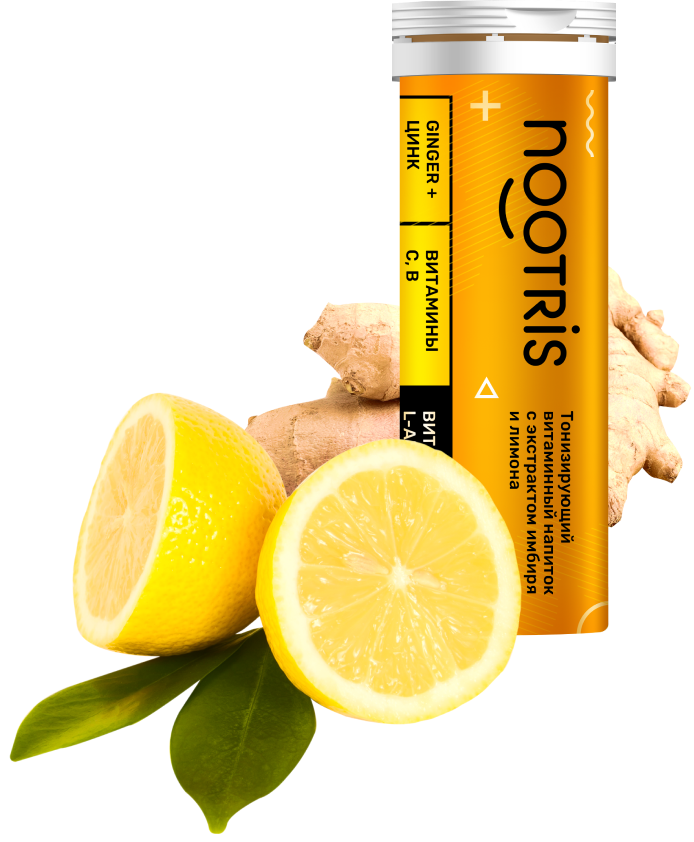 nooTRis
Тонизирующий
витаминный напиток
с экстрактом имбиря
и лимона
GINGER +
ЦИНК
ВИТАМИНЫ
C, B